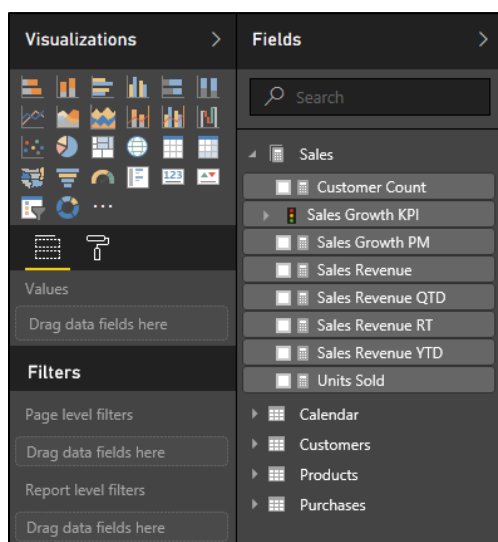 Visualizations
123
Values
Drag data fields here
Filters
Page level filters
Drag data fields here
Report level filters
Drag data fields here
Fields
Search
Sales
Customer Count
Sales Growth KPI
Sales Growth PM
Sales Revenue
Sales Revenue QTD
Sales Revenue RT
Sales Revenue YTD
Units Sold
Calendar
Customers
Products
Purchases